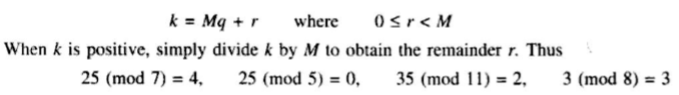 k = Mq + r where 0 ≤ r < M
When k is positive, simply divide k by M to obtain the remainder r. Thus
25 (mod 7) = 4, 25 (mod 5) = 0, 35 (mod 11) = 2, 3 (mod 8) = 3